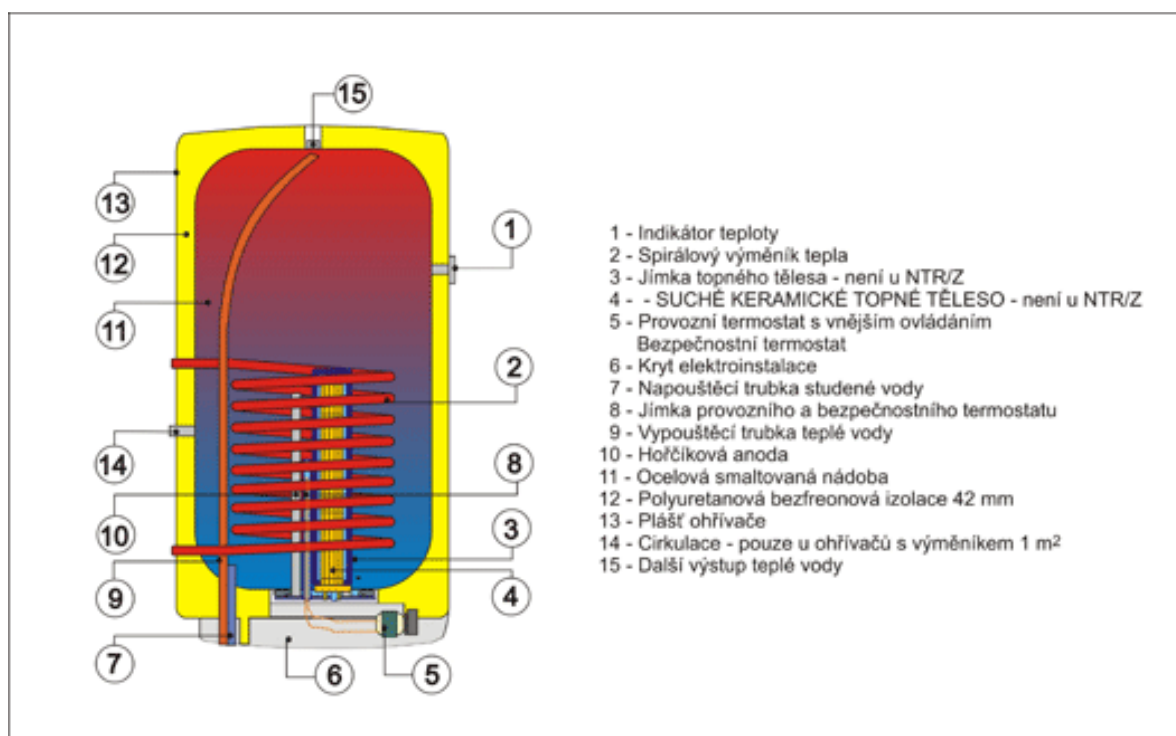 15
13
12
11
14
10
9
7
6
5
4
3
8
2
1
1 - Indikátor teploty
2 - Spirálový výměník tepla
3 - Jímka topného tělesa - není u NTR/Z
4 - - SUCHÉ KERAMICKÉ TOPNÉ TĚLESO - není u NTR/Z
5 - Provozní termostat s vnějším ovládáním
Bezpečnostní termostat
6 - Kryt elektroinstalace
7 - Napouštěcí trubka studené vody
8 - Jímka provozního a bezpečnostního termostatu
9 - Vypouštěcí trubka teplé vody
10 - Hořčíková anoda
11 - Ocelová smaltovaná nádoba
12 - Polyuretanová bezfreonová izolace 42 mm
13 - Plášť ohřívače
14 - Cirkulace - pouze u ohřívačů s výměníkem 1 m²
15 - Další výstup teplé vody